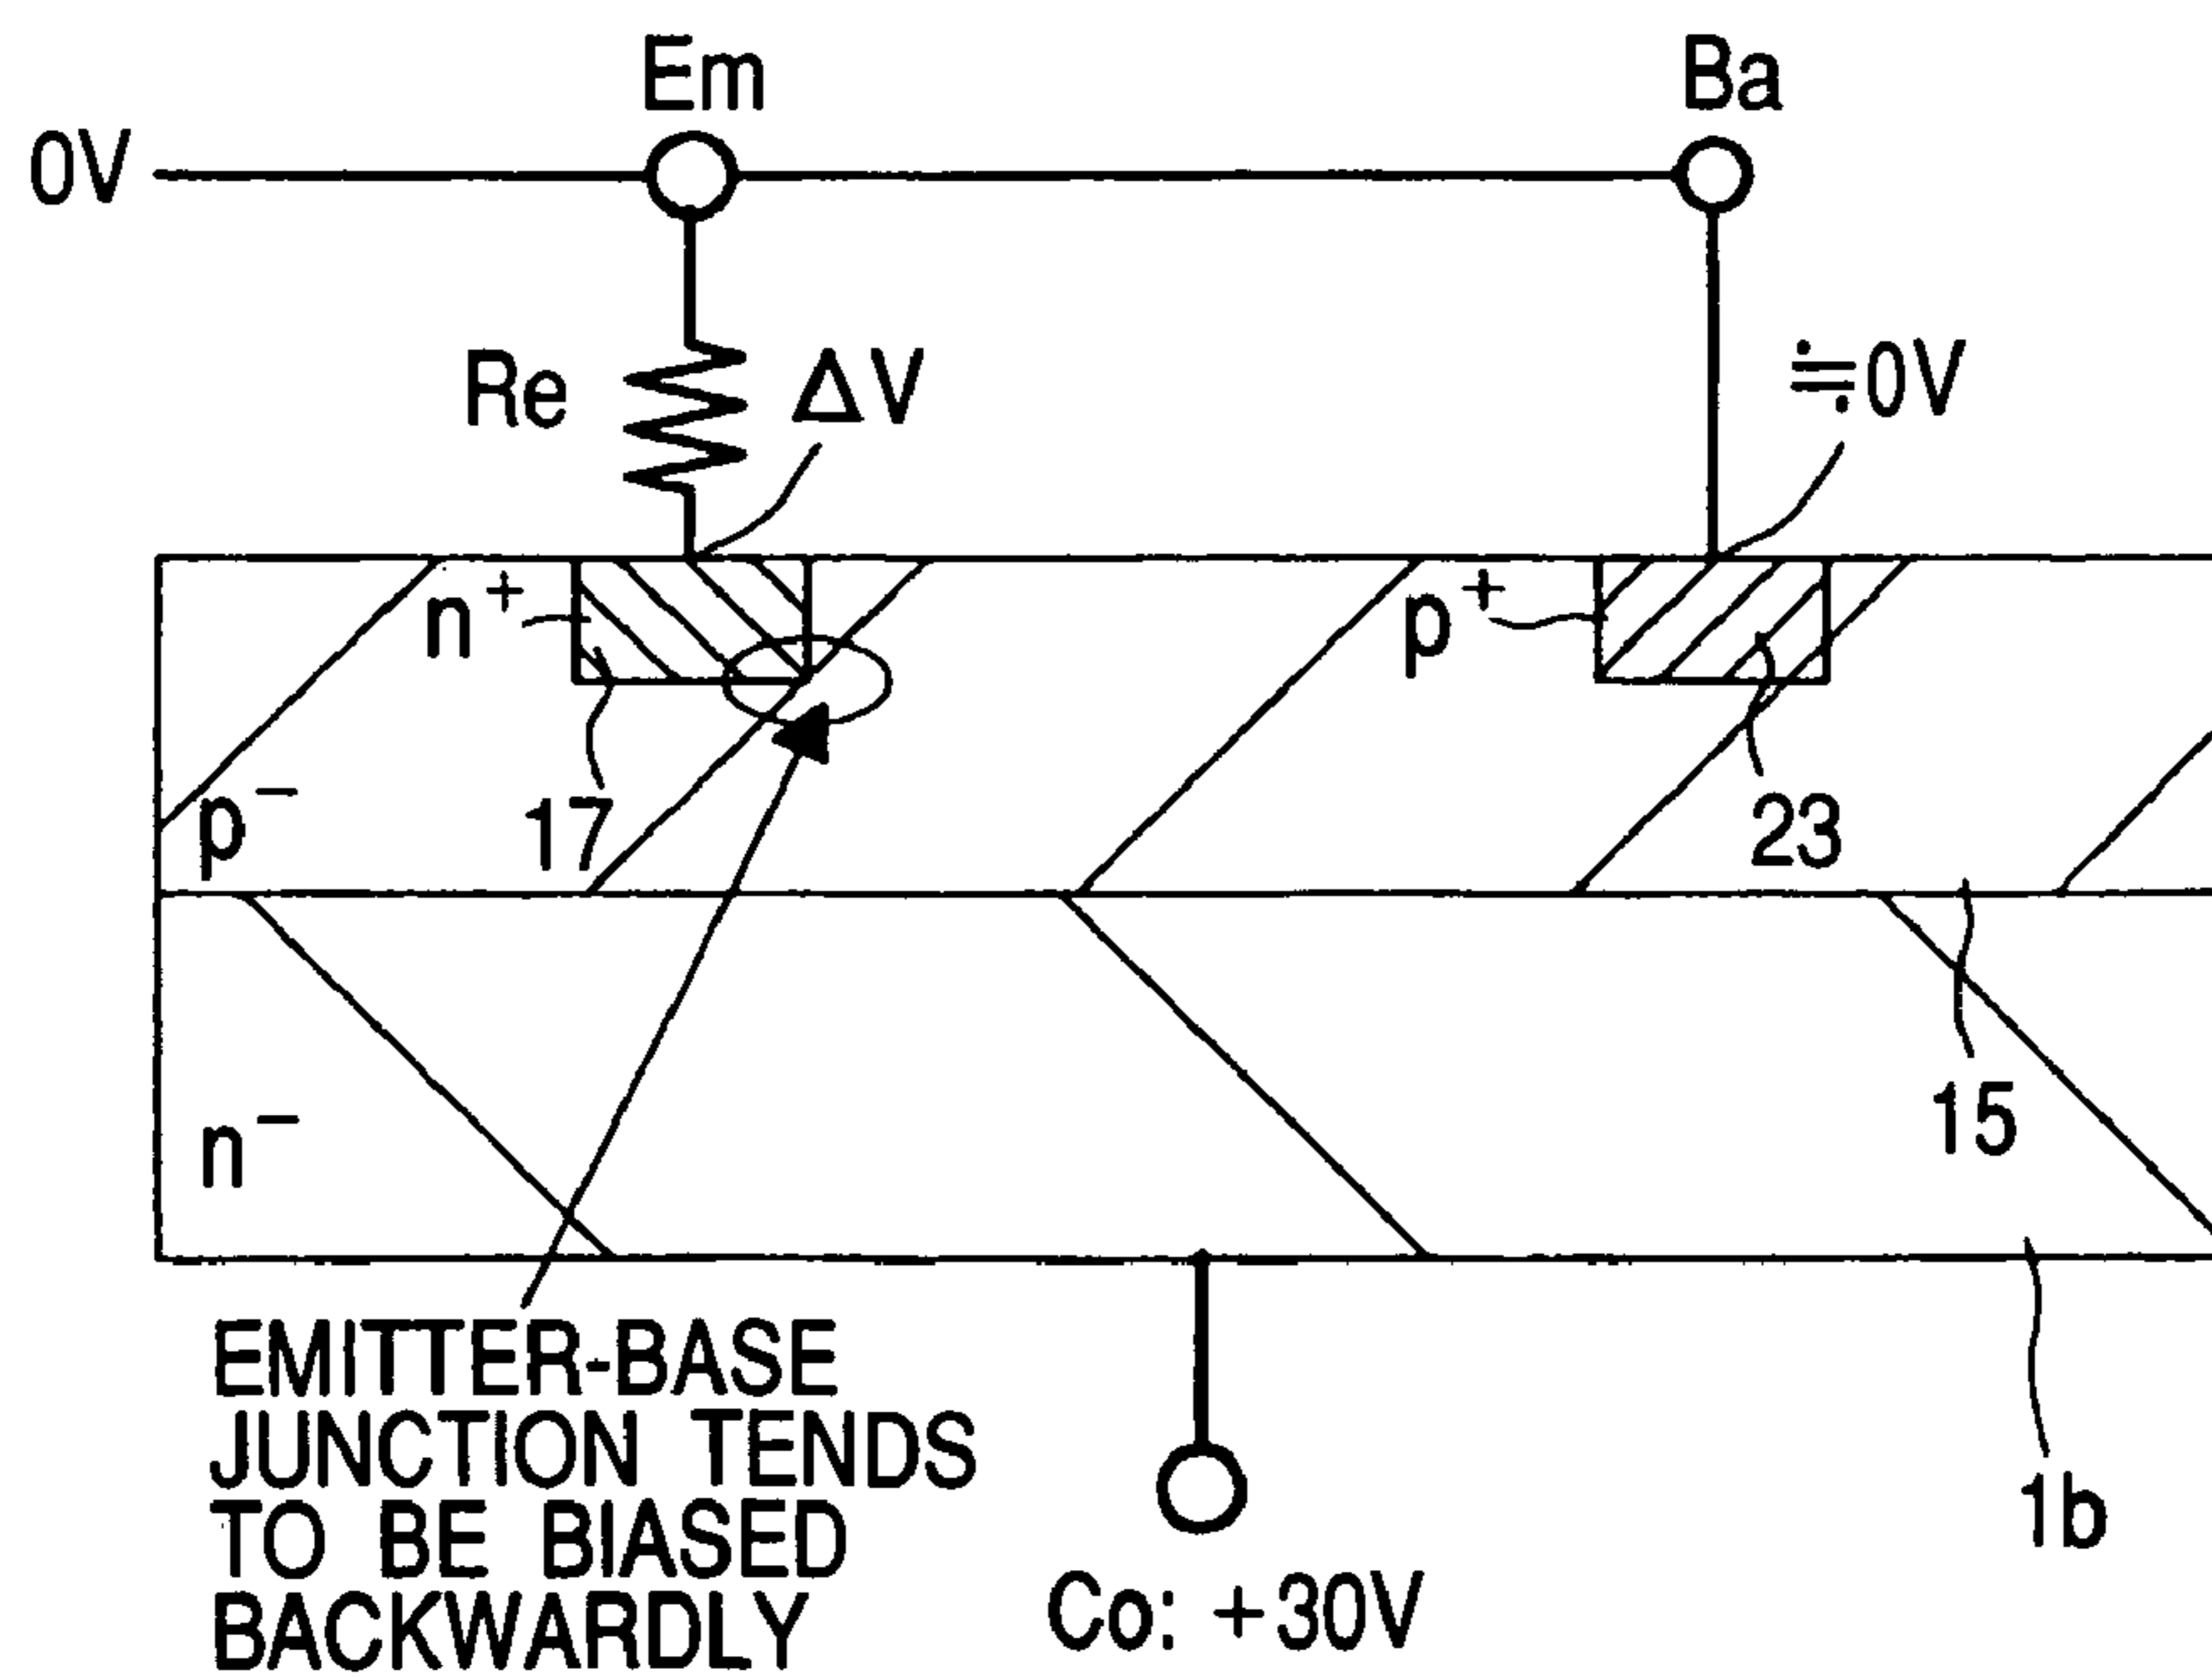 Em
Ba
0V
Re
ΔV
≒0V
n+
p+
p−
17
23
n−
15
EMITTER-BASE
JUNCTION TENDS
TO BE BIASED
BACKWARDLY
1b
Co: +30V